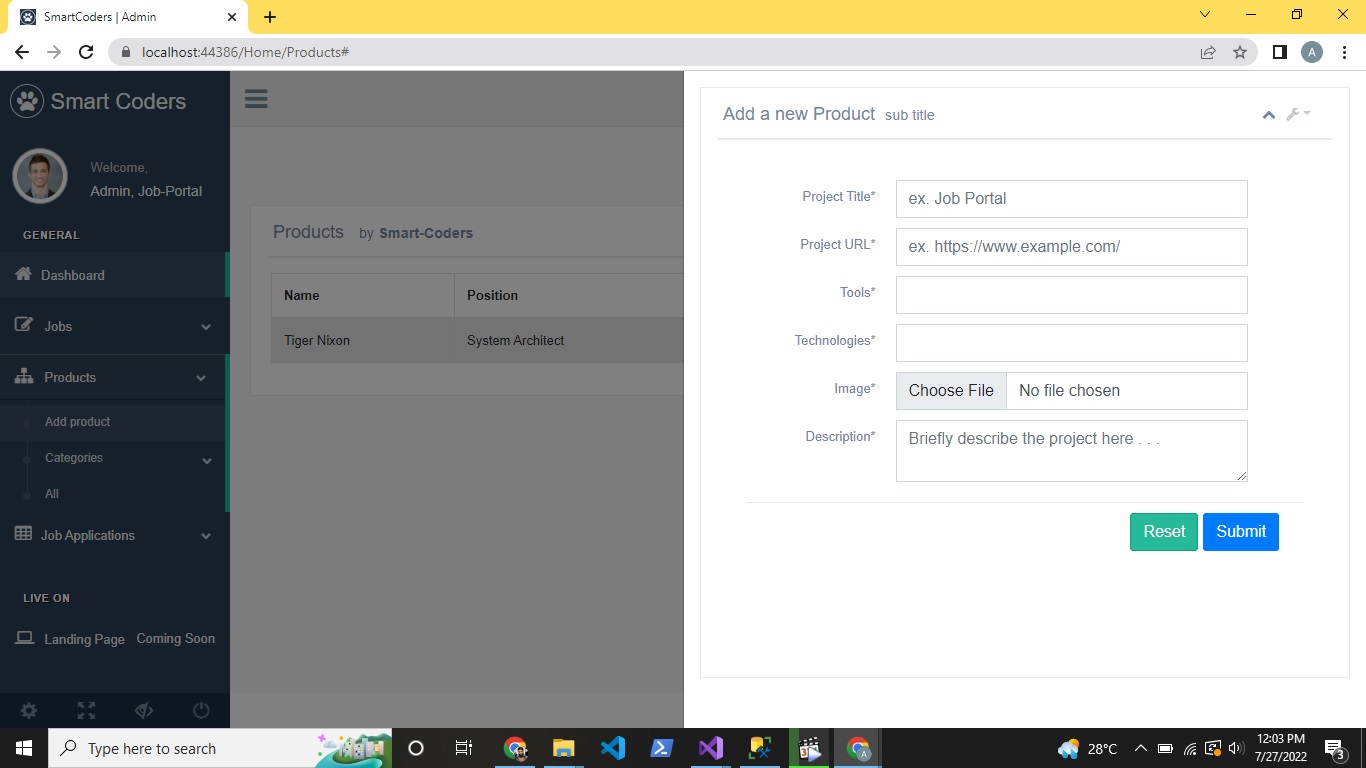 SmartCoders | Admin
localhost:44386/Home/Products#
A
Smart Coders
Welcome,
Admin, Job-Portal
GENERAL
Dashboard
Jobs
Products
Add product
Categories
All
Job Applications
LIVE ON
Landing Page Coming Soon
Products by Smart-Coders
Name Position
Tiger Nixon System Architect
Add a new Product sub title
Project Title* ex. Job Portal
Project URL* ex. https://www.example.com/
Tools*
Technologies*
Image* Choose File No file chosen
Description* Briefly describe the project here . . .
Reset Submit
Type here to search
28°C
12:03 PM
7/27/2022
3